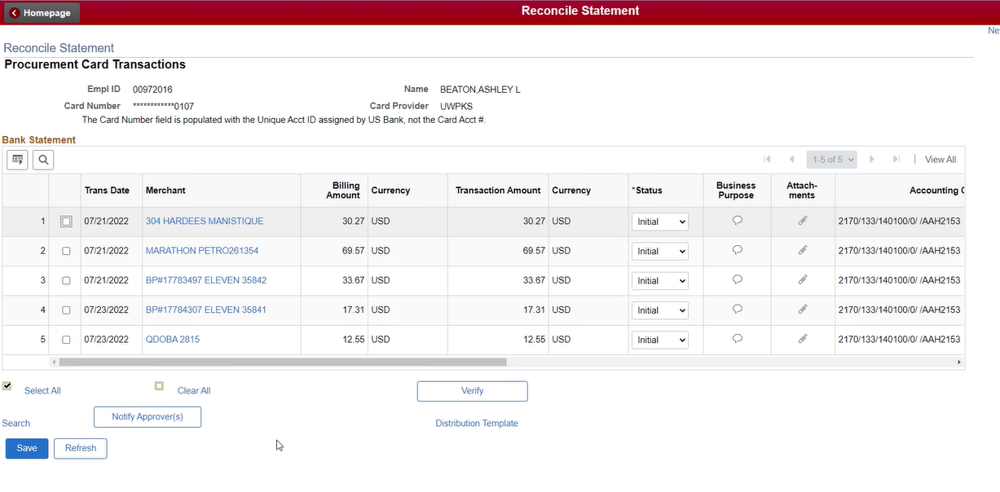 Homepage
Reconcile Statement
Ne
Reconcile Statement
Procurement Card Transactions
Empl ID 00972016 Name BEATON,ASHLEY L
Card Number ************0107 Card Provider UWPKS
The Card Number field is populated with the Unique Acct ID assigned by US Bank, not the Card Acct #.
Bank Statement
1-5 of 5 | View All
Trans Date Merchant Billing Amount Currency Transaction Amount Currency *Status Business Purpose Attach-ments Accounting C
1 07/21/2022 304 HARDEES MANISTIQUE 30.27 USD 30.27 USD Initial 2170/133/140100/0/ /AAH2153
2 07/21/2022 MARATHON PETRO261354 69.57 USD 69.57 USD Initial 2170/133/140100/0/ /AAH2153
3 07/21/2022 BP#17783497 ELEVEN 35842 33.67 USD 33.67 USD Initial 2170/133/140100/0/ /AAH2153
4 07/23/2022 BP#17784307 ELEVEN 35841 17.31 USD 17.31 USD Initial 2170/133/140100/0/ /AAH2153
5 07/23/2022 QDOBA 2815 12.55 USD 12.55 USD Initial 2170/133/140100/0/ /AAH2153
Select All Clear All Verify
Search Notify Approver(s) Distribution Template
Save Refresh